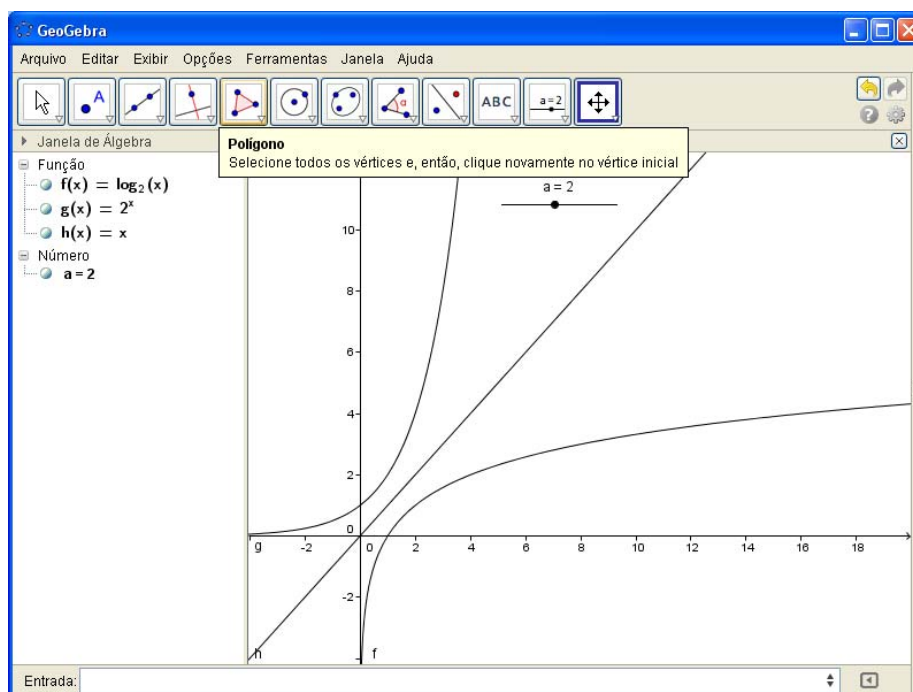 GeoGebra
Arquivo Editar Exibir Opções Ferramentas Janela Ajuda
A
α
ABC
a=2
Janela de Álgebra
Polígono
Selecione todos os vértices e, então, clique novamente no vértice inicial
Função
f(x) = log₂(x)
g(x) = 2ˣ
h(x) = x
Número
a = 2
a = 2
10
8
6
4
2
0
-2
g
-2 0 2 4 6 8 10 12 14 16 18
h
f
Entrada: